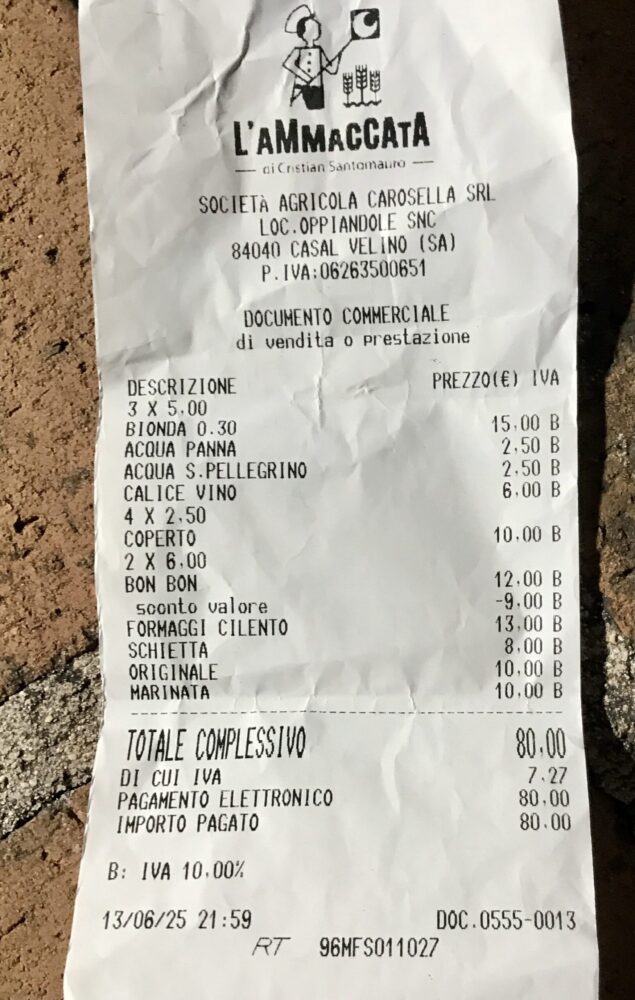 L'AMMACCATA
di Cristian Santomauro
SOCIETÀ AGRICOLA CAROSELLA SRL
LOC.OPPIANDOLE SNC
84040 CASAL VELINO (SA)
P.IVA:06263500651
DOCUMENTO COMMERCIALE
di vendita o prestazione
DESCRIZIONE PREZZO(€) IVA
3 X 5,00
BIONDA 0.30 15,00 B
ACQUA PANNA 2,50 B
ACQUA S.PELLEGRINO 2,50 B
CALICE VINO 6,00 B
4 X 2,50
COPERTO 10,00 B
2 X 6,00
BON BON 12,00 B
sconto valore -9,00 B
FORMAGGI CILENTO 13,00 B
SCHIETTA 8,00 B
ORIGINALE 10,00 B
MARINATA 10,00 B
TOTALE COMPLESSIVO 80,00
DI CUI IVA 7,27
PAGAMENTO ELETTRONICO 80,00
IMPORTO PAGATO 80,00
B: IVA 10,00%
13/06/25 21:59 DOC.0555-0013
RT 96MFS011027